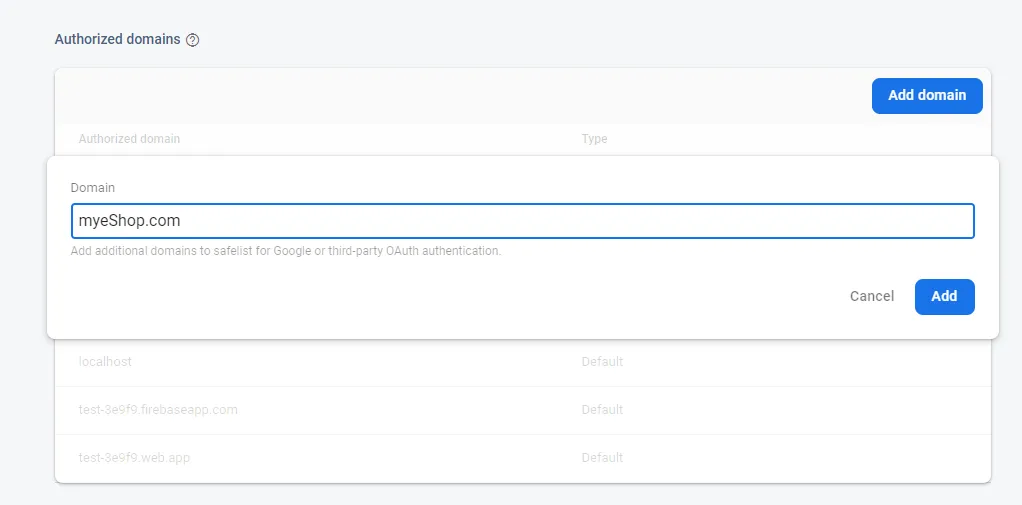 Authorized domains
Add domain
Authorized domain Type
Domain
myeShop.com
Add additional domains to safelist for Google or third-party OAuth authentication.
Cancel Add
localhost Default
test-3e9f9.firebaseapp.com Default
test-3e9f9.web.app Default